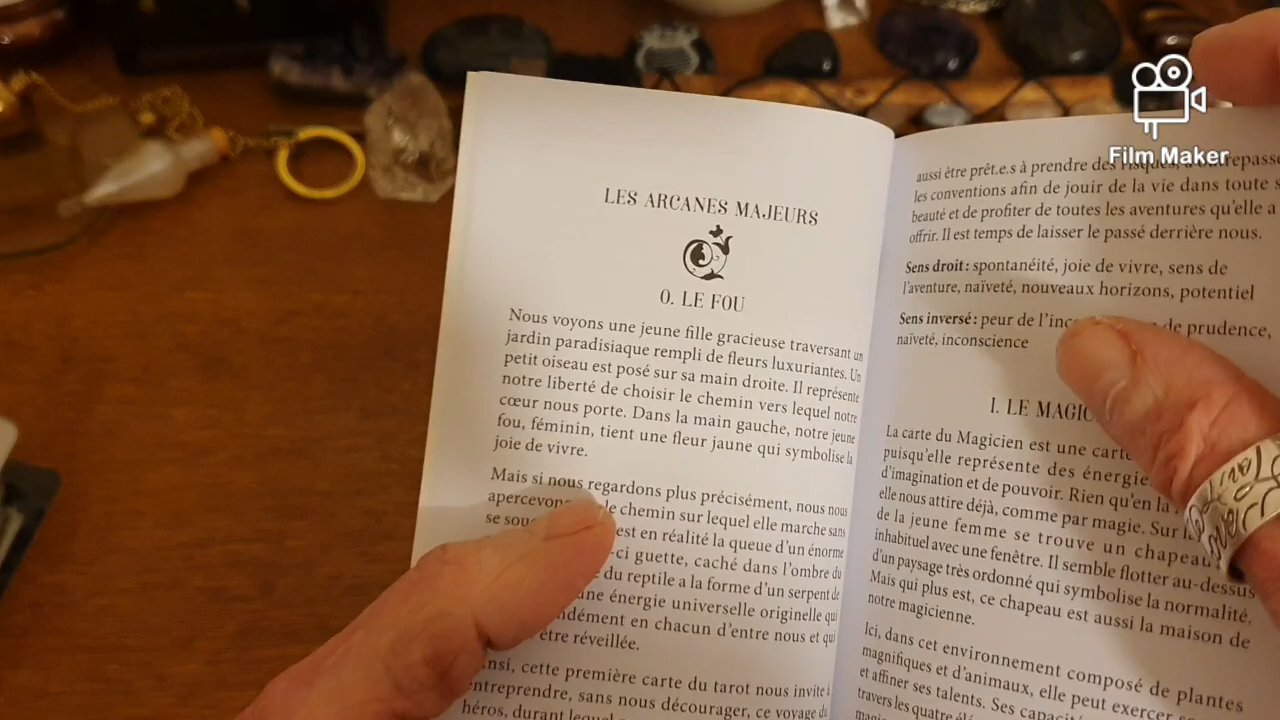 LES ARCANES MAJEURS
0. LE FOU
Nous voyons une jeune fille gracieuse traversant un
jardin paradisiaque rempli de fleurs luxuriantes. Un
petit oiseau est posé sur sa main droite. Il représente
notre liberté de choisir le chemin vers lequel notre
cœur nous porte. Dans la main gauche, notre jeune
fou, féminin, tient une fleur jaune qui symbolise la
joie de vivre.
Mais si nous regardons plus précisément, nous nous
apercevons le chemin sur lequel elle marche sans
se est en réalité la queue d'un énorme
-ci guette, caché dans l'ombre du
du reptile a la forme d'un serpent de
une énergie universelle originelle qui
en chacun d'entre nous et qui
être réveillée.
Ainsi, cette première carte du tarot nous invite à
entreprendre, sans nous décourager, ce voyage du
héros, durant lequel
aussi être prêt.e.s à prendre des risques, à outrepasser
les conventions afin de jouir de la vie dans toute sa
beauté et de profiter de toutes les aventures qu'elle a
offrir. Il est temps de laisser le passé derrière nous.
Sens droit : spontanéité, joie de vivre, sens de
l'aventure, naïveté, nouveaux horizons, potentiel
Sens inversé : peur de de prudence,
naïveté, inconscience
I. LE MAGIC
La carte du Magicien est une carte
puisqu'elle représente des énergie
d'imagination et de pouvoir. Rien qu'en la
elle nous attire déjà, comme par magie. Sur la
de la jeune femme se trouve un chapeau
inhabituel avec une fenêtre. Il semble flotter au-dessus
d'un paysage très ordonné qui symbolise la normalité.
Mais qui plus est, ce chapeau est aussi la maison de
notre magicienne.
Ici, dans cet environnement composé de plantes
magnifiques et d'animaux, elle peut exercer
et affiner ses talents. Ses
travers les quatre
Film Maker